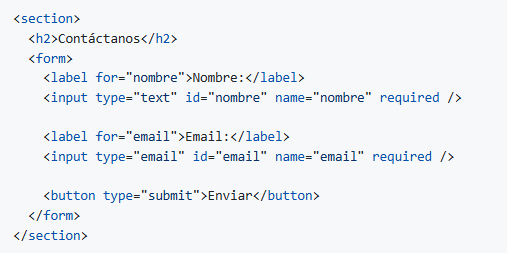 <section>
<h2>Contáctanos</h2>
<form>
<label for="nombre">Nombre:</label>
<input type="text" id="nombre" name="nombre" required />
<label for="email">Email:</label>
<input type="email" id="email" name="email" required />
<button type="submit">Enviar</button>
</form>
</section>